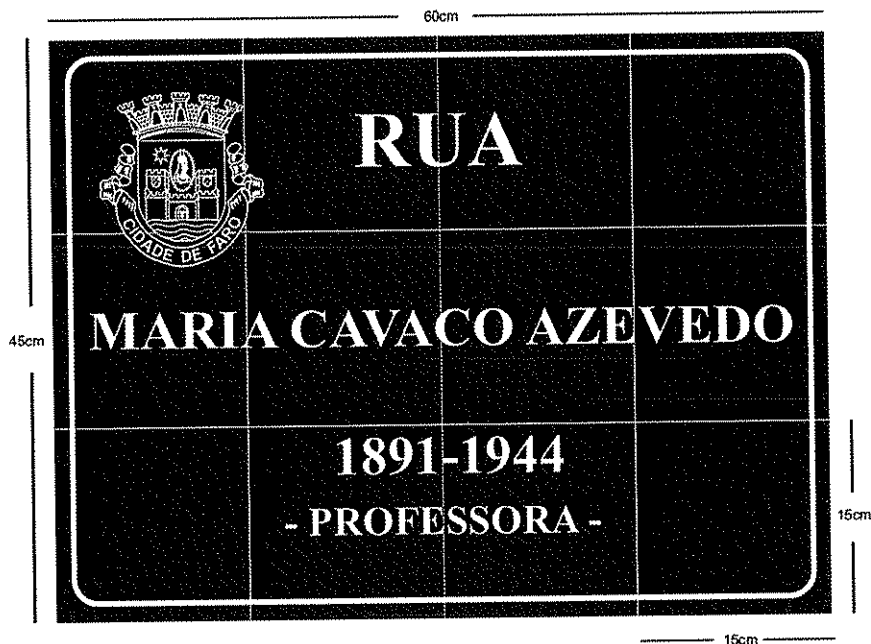 60cm
RUA
CIDADE DE FARO
45cm
MARIA CAVACO AZEVEDO
1891-1944
- PROFESSORA -
15cm
15cm